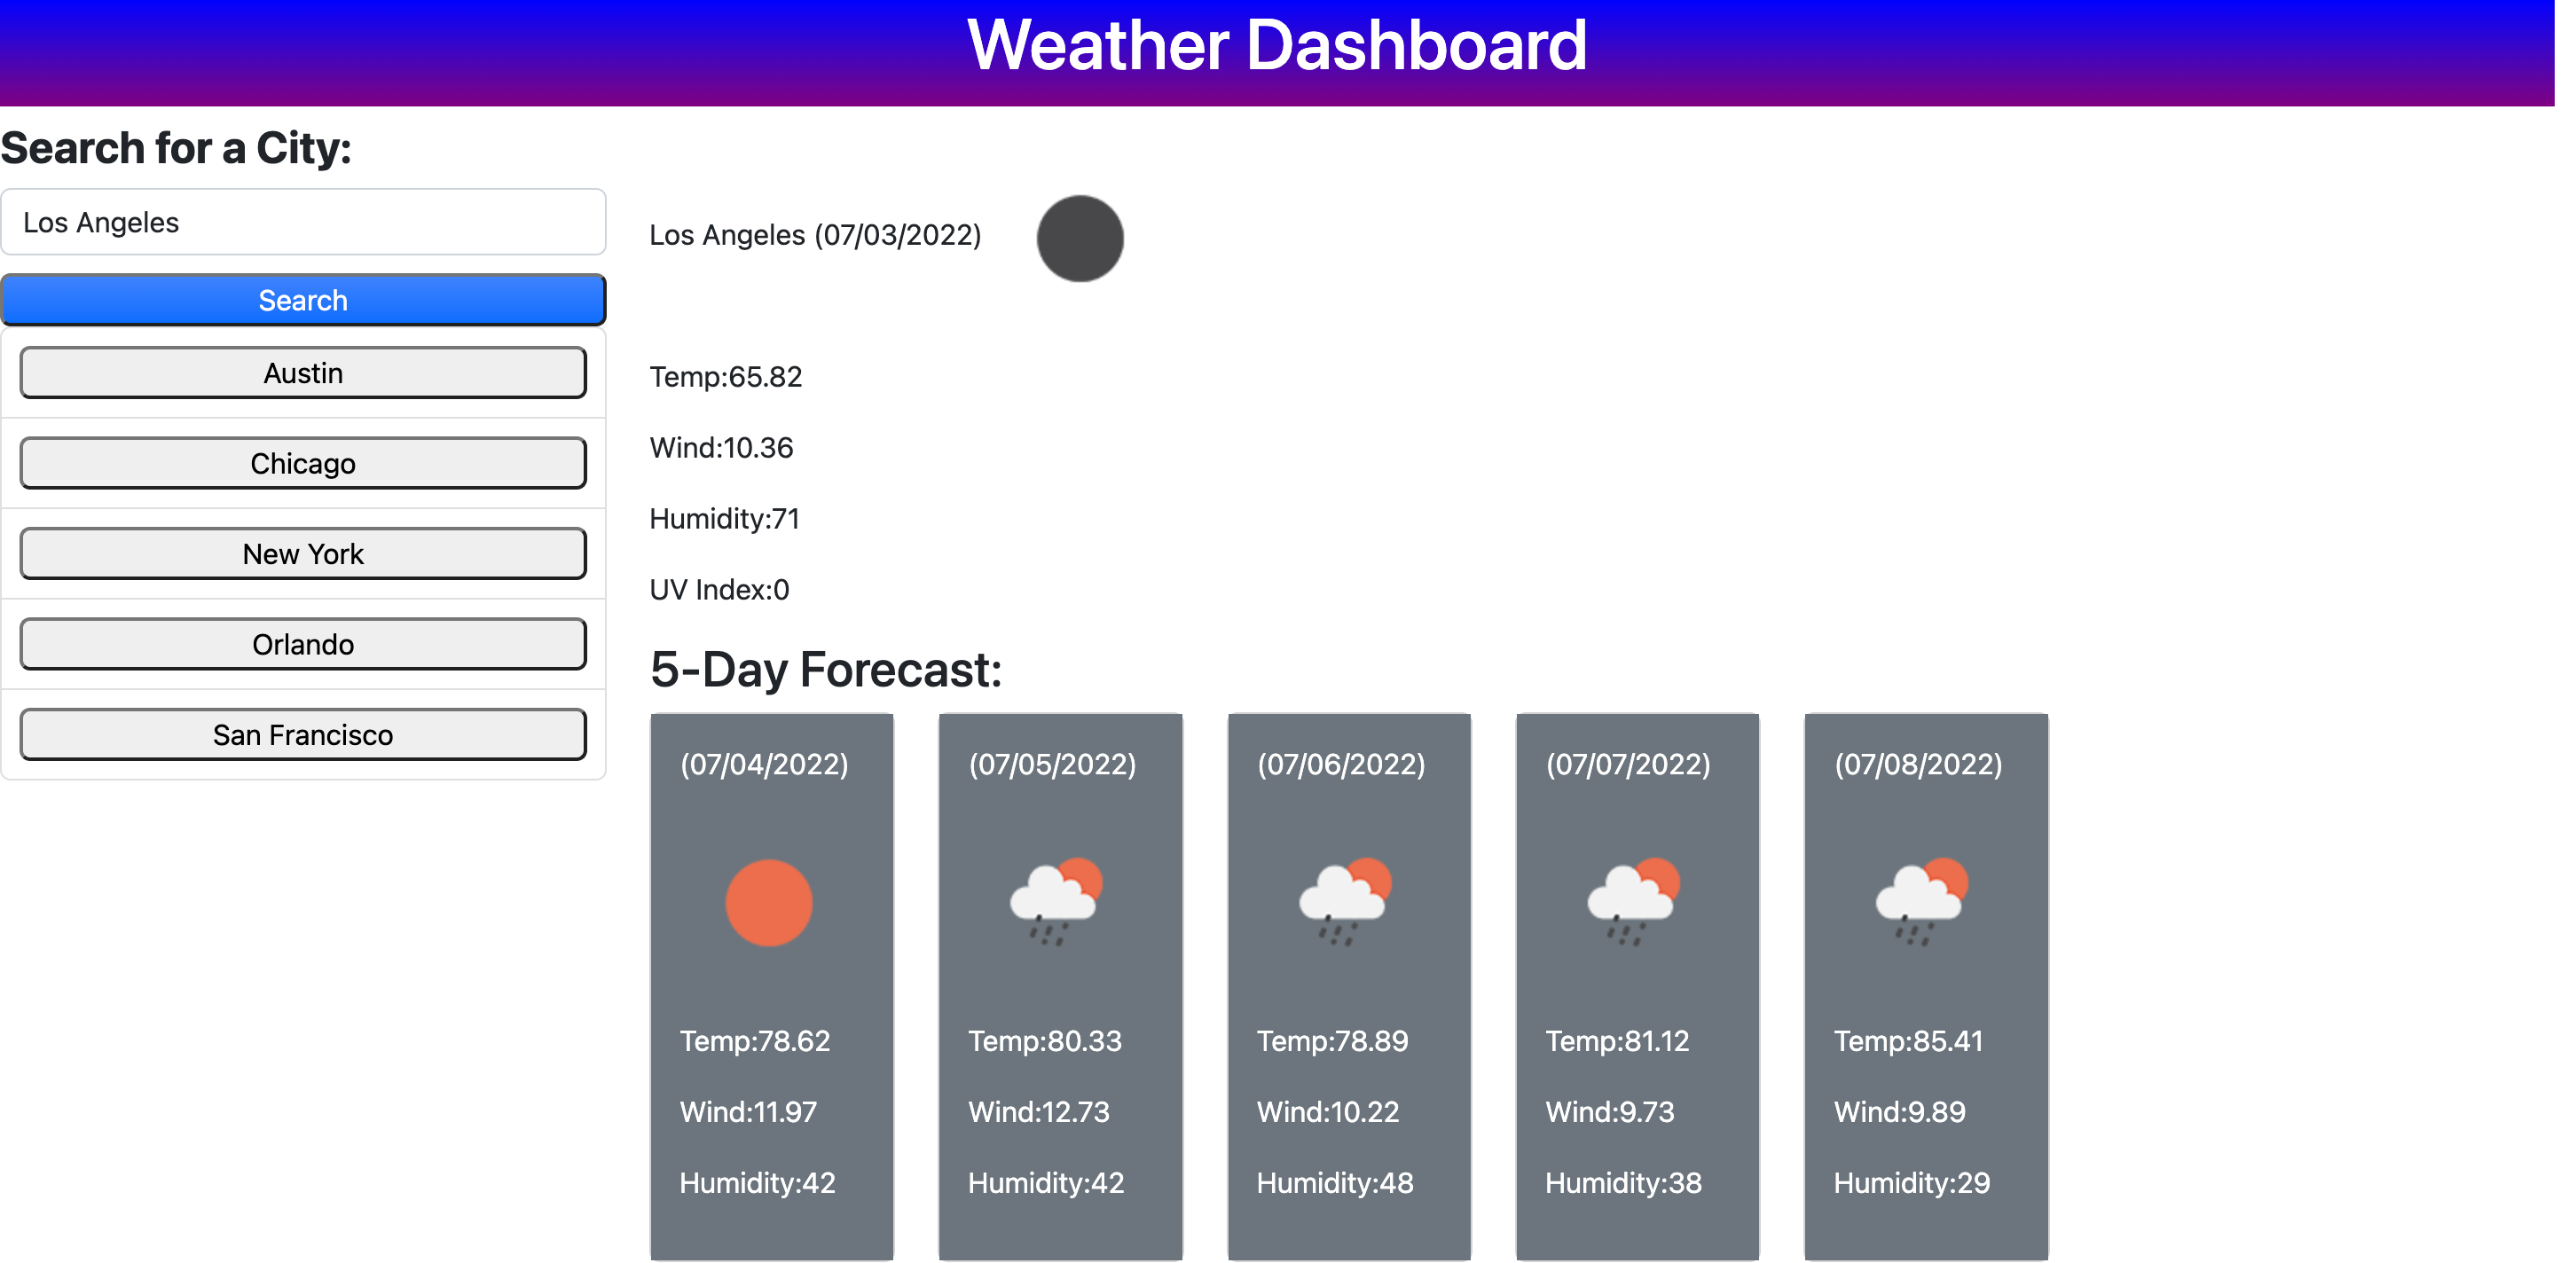 Weather Dashboard
Search for a City:
Los Angeles
Search
Austin
Chicago
New York
Orlando
San Francisco
Los Angeles (07/03/2022)
Temp:65.82
Wind:10.36
Humidity:71
UV Index:0
5-Day Forecast:
(07/04/2022)
Temp:78.62
Wind:11.97
Humidity:42
(07/05/2022)
Temp:80.33
Wind:12.73
Humidity:42
(07/06/2022)
Temp:78.89
Wind:10.22
Humidity:48
(07/07/2022)
Temp:81.12
Wind:9.73
Humidity:38
(07/08/2022)
Temp:85.41
Wind:9.89
Humidity:29